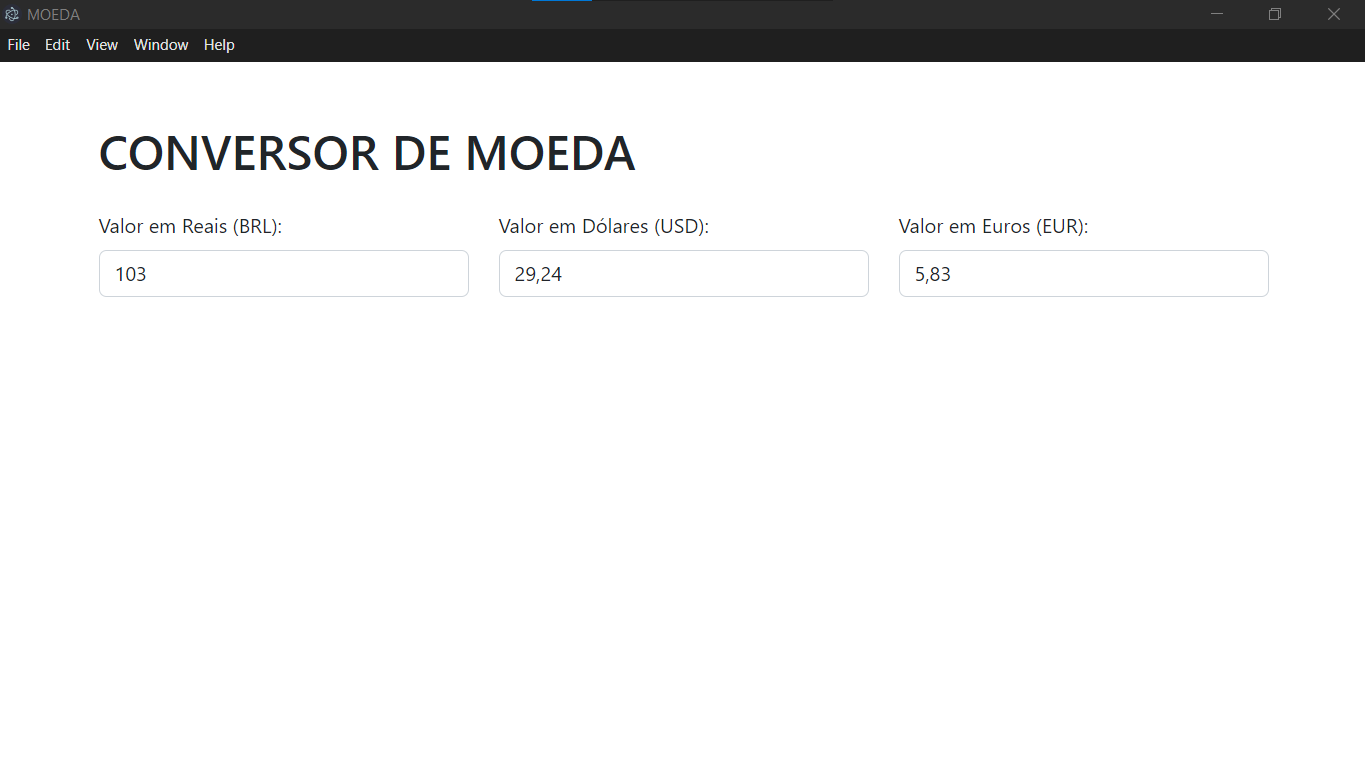 MOEDA
File Edit View Window Help
CONVERSOR DE MOEDA
Valor em Reais (BRL): Valor em Dólares (USD): Valor em Euros (EUR):
103 29,24 5,83